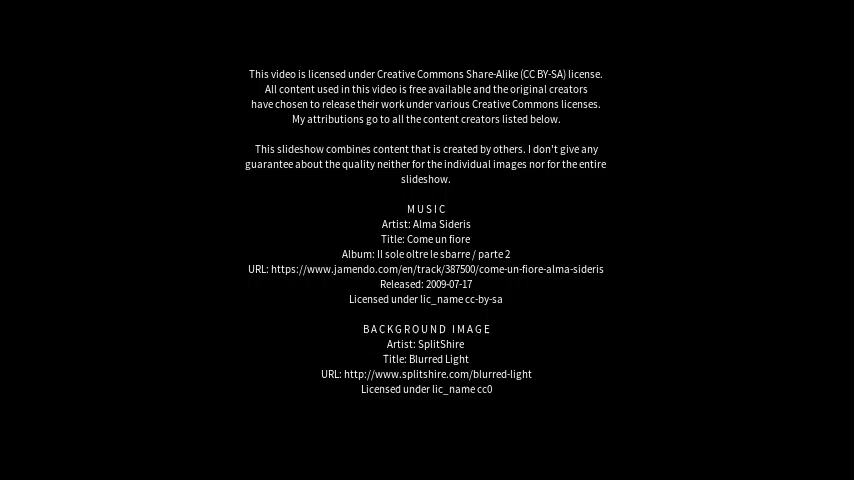 This video is licensed under Creative Commons Share-Alike (CC BY-SA) license.
All content used in this video is free available and the original creators
have chosen to release their work under various Creative Commons licenses.
My attributions go to all the content creators listed below.
This slideshow combines content that is created by others. I don't give any
guarantee about the quality neither for the individual images nor for the entire
slideshow.
MUSIC
Artist: Alma Sideris
Title: Come un fiore
Album: Il sole oltre le sbarre / parte 2
URL: https://www.jamendo.com/en/track/387500/come-un-fiore-alma-sideris
Released: 2009-07-17
Licensed under lic_name cc-by-sa
BACKGROUND IMAGE
Artist: SplitShire
Title: Blurred Light
URL: http://www.splitshire.com/blurred-light
Licensed under lic_name cc0